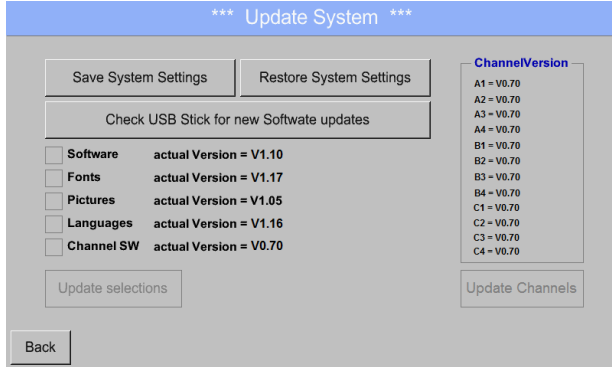 *** Update System ***
Save System Settings
Restore System Settings
Check USB Stick for new Softwate updates
Software actual Version = V1.10
Fonts actual Version = V1.17
Pictures actual Version = V1.05
Languages actual Version = V1.16
Channel SW actual Version = V0.70
Update selections
ChannelVersion
A1 = V0.70
A2 = V0.70
A3 = V0.70
A4 = V0.70
B1 = V0.70
B2 = V0.70
B3 = V0.70
B4 = V0.70
C1 = V0.70
C2 = V0.70
C3 = V0.70
C4 = V0.70
Update Channels
Back